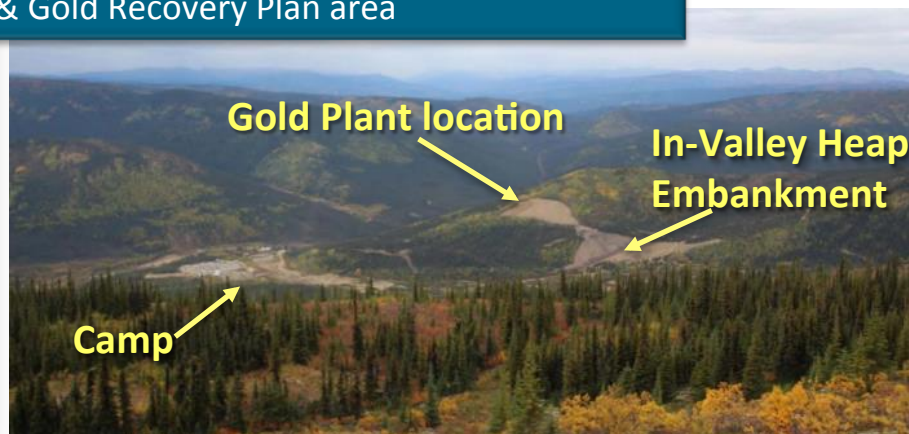 & Gold Recovery Plan area
Gold Plant location
In-Valley Heap
Embankment
Camp